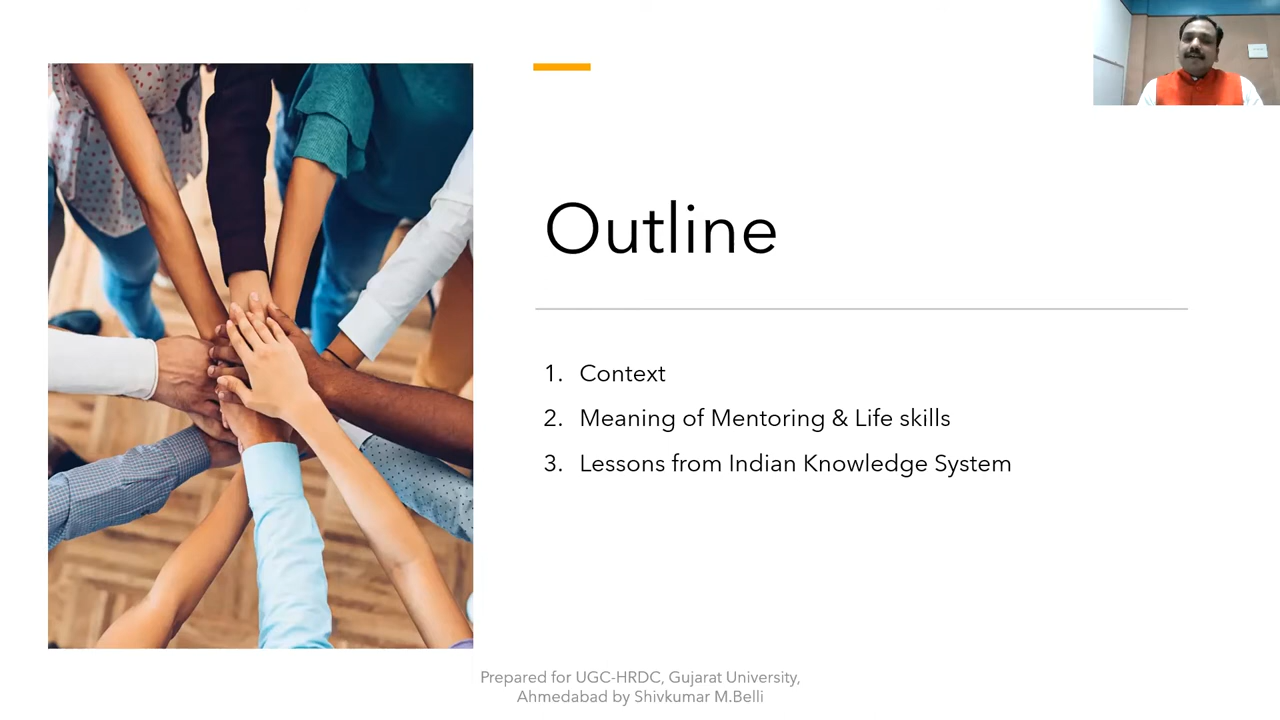 Outline
1. Context
2. Meaning of Mentoring & Life skills
3. Lessons from Indian Knowledge System
Prepared for UGC-HRDC, Gujarat University,
Ahmedabad by Shivkumar M.Belli